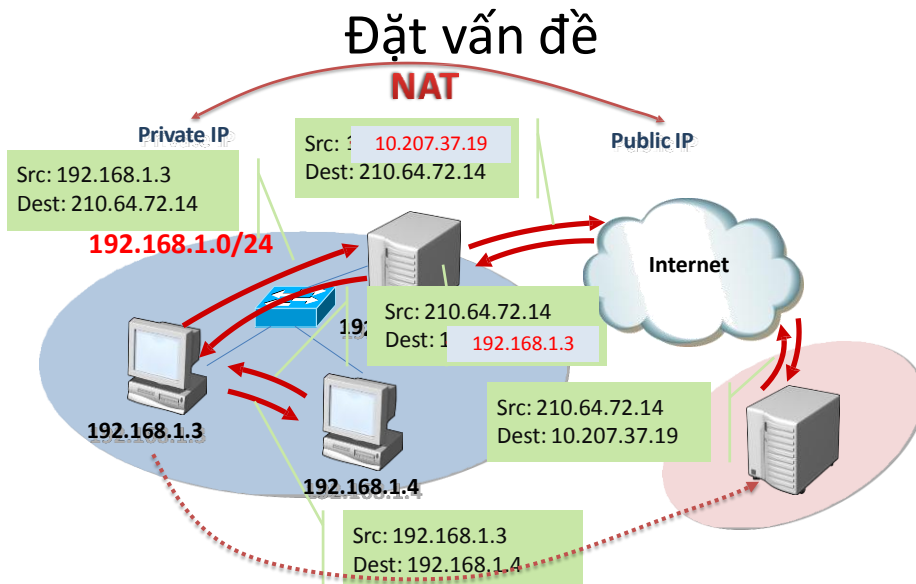 Đặt vấn đề
NAT
Private IP
Public IP
Src: 192.168.1.3
Dest: 210.64.72.14
Src: 10.207.37.19
Dest: 210.64.72.14
192.168.1.0/24
Internet
Src: 210.64.72.14
Dest: 192.168.1.3
192.168.1.3
192.168.1.4
Src: 210.64.72.14
Dest: 10.207.37.19
Src: 192.168.1.3
Dest: 192.168.1.4